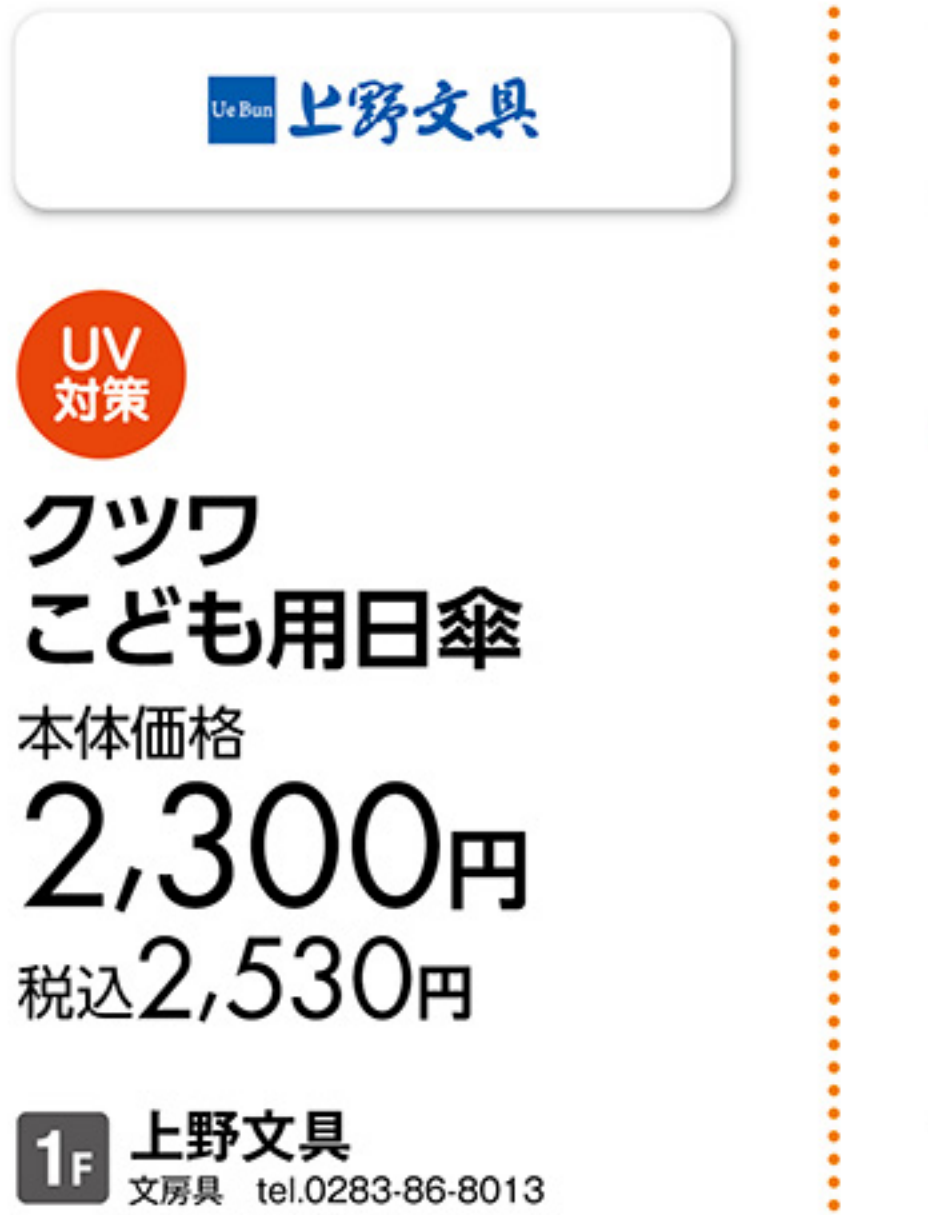 Ue Bun 上野文具
UV
対策
クツワ
こども用日傘
本体価格
2,300円
税込2,530円
1F 上野文具
文房具 tel.0283-86-8013